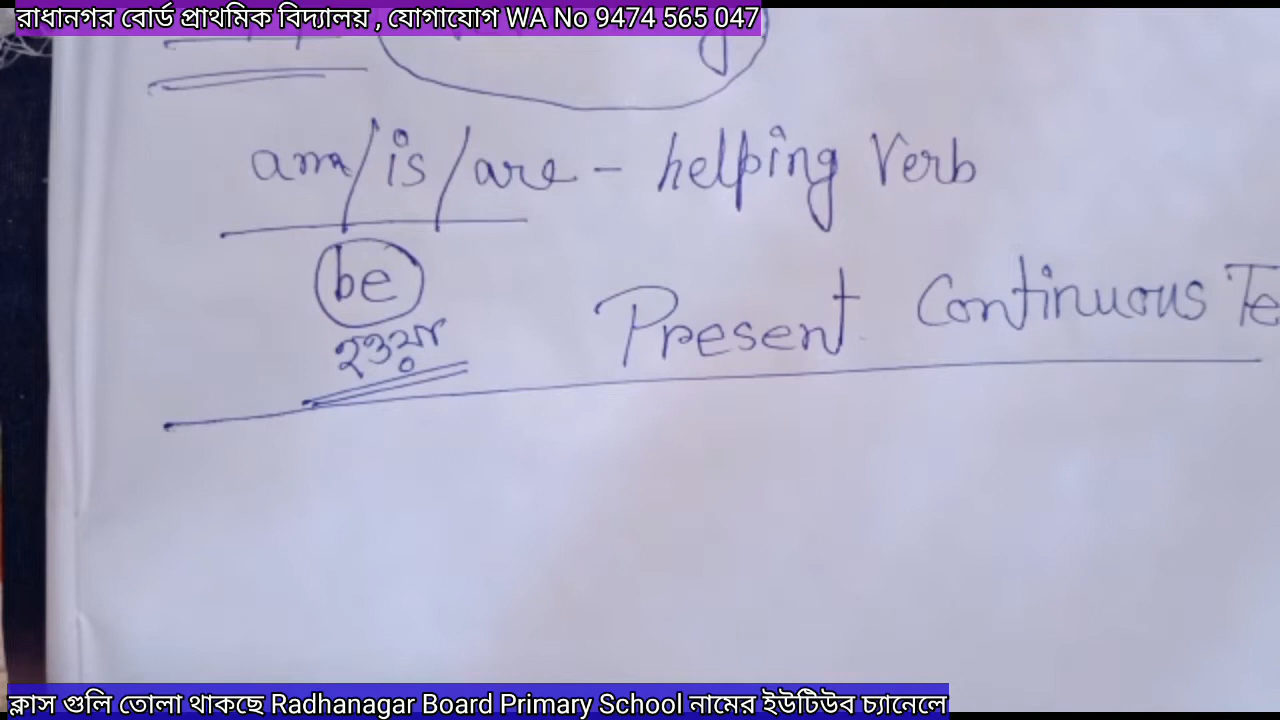 রাধানগর বোর্ড প্রাথমিক বিদ্যালয় , যোগাযোগ WA No 9474 565 047
am/is/are - helping Verb
be
হওয়া
Present Continuous Te
ক্লাস গুলি তোলা থাকছে Radhanagar Board Primary School নামের ইউটিউব চ্যানেলে